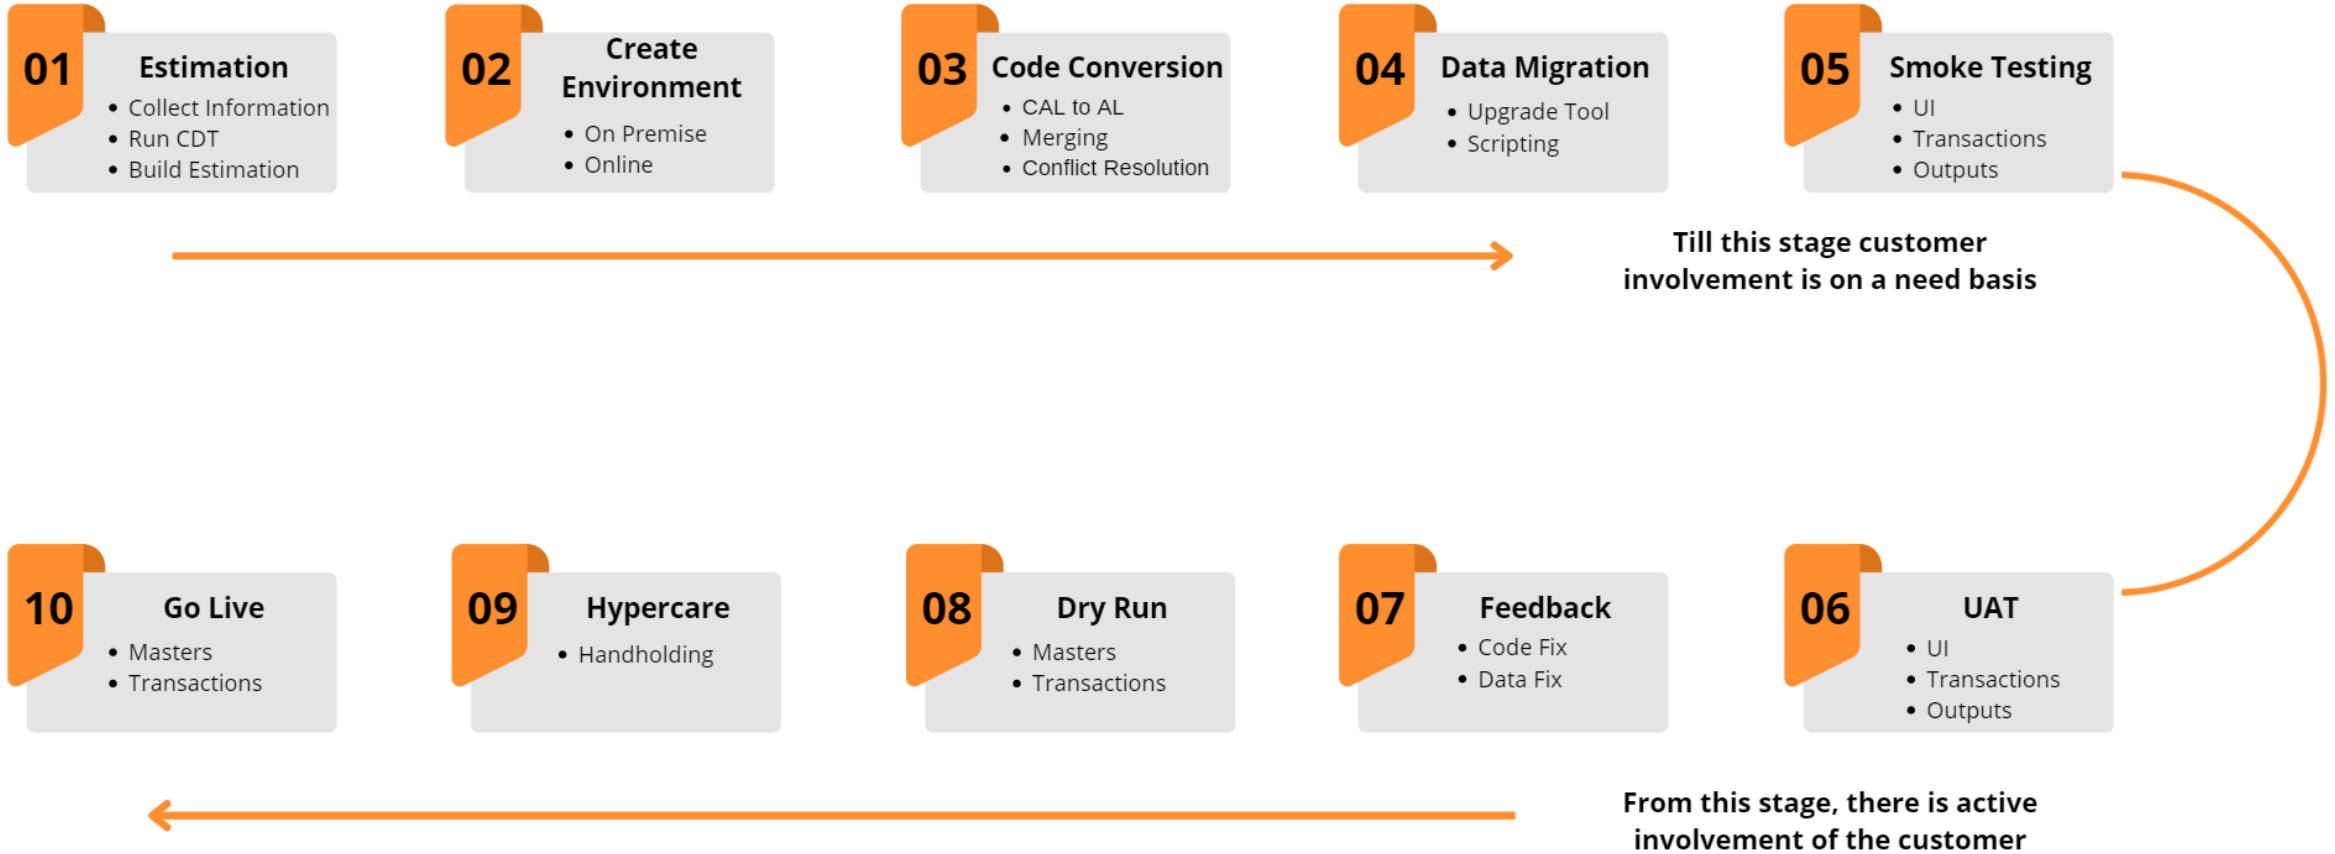 01
Estimation
• Collect Information
• Run CDT
• Build Estimation
02
Create
Environment
• On Premise
• Online
03
Code Conversion
• CAL to AL
• Merging
• Conflict Resolution
04
Data Migration
• Upgrade Tool
• Scripting
05
Smoke Testing
• UI
• Transactions
• Outputs
Till this stage customer
involvement is on a need basis
06
UAT
• UI
• Transactions
• Outputs
07
Feedback
• Code Fix
• Data Fix
08
Dry Run
• Masters
• Transactions
09
Hypercare
• Handholding
10
Go Live
• Masters
• Transactions
From this stage, there is active
involvement of the customer